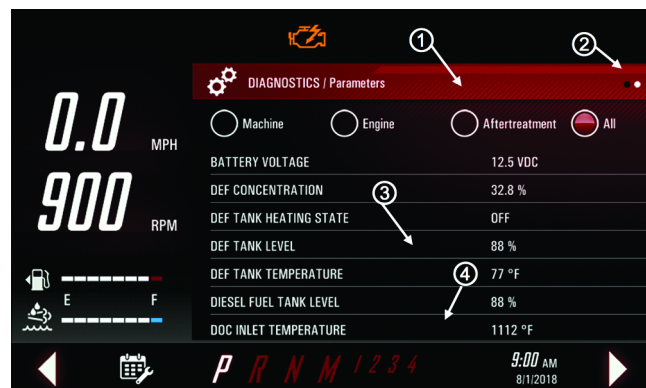 1
2
DIAGNOSTICS / Parameters
Machine Engine Aftertreatment All
0.0 MPH
BATTERY VOLTAGE 12.5 VDC
DEF CONCENTRATION 32.8 %
3
900 RPM
DEF TANK HEATING STATE OFF
DEF TANK LEVEL 88 %
DEF TANK TEMPERATURE 77 °F
4
E F
DIESEL FUEL TANK LEVEL 88 %
DOC INLET TEMPERATURE 1112 °F
P R N M 1 2 3 4
9:00 AM
8/1/2018